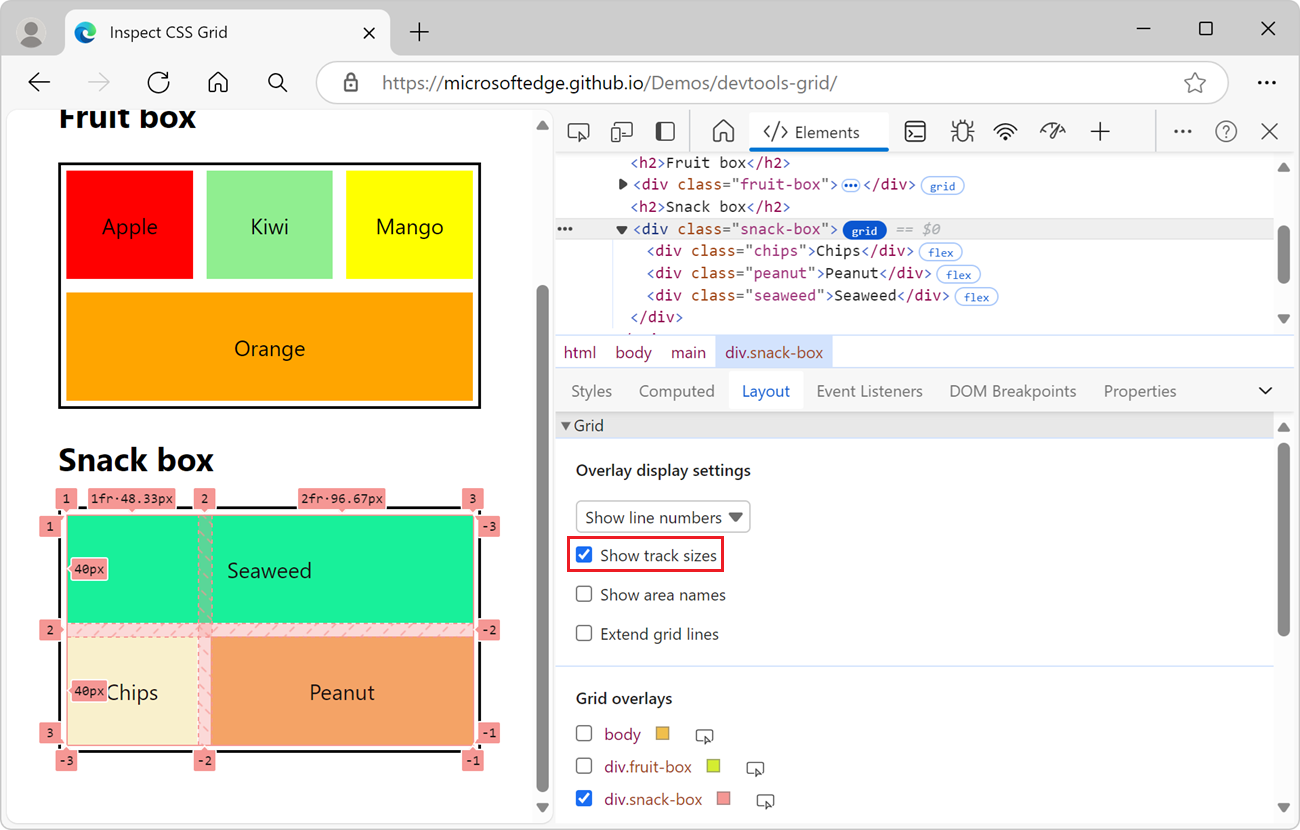 Inspect CSS Grid
https://microsoftedge.github.io/Demos/devtools-grid/
Fruit box
Apple
Kiwi
Mango
Orange
Snack box
1
1fr·48.33px
2
2fr·96.67px
3
1
-3
40px
Seaweed
2
-2
40px
Chips
Peanut
3
-1
-3
-2
-1
</> Elements
<h2>Fruit box</h2>
<div class="fruit-box"> ••• </div> grid
<h2>Snack box</h2>
<div class="snack-box"> grid == $0
<div class="chips">Chips</div> flex
<div class="peanut">Peanut</div> flex
<div class="seaweed">Seaweed</div> flex
</div>
html body main div.snack-box
Styles Computed Layout Event Listeners DOM Breakpoints Properties
Grid
Overlay display settings
Show line numbers
Show track sizes
Show area names
Extend grid lines
Grid overlays
body
div.fruit-box
div.snack-box